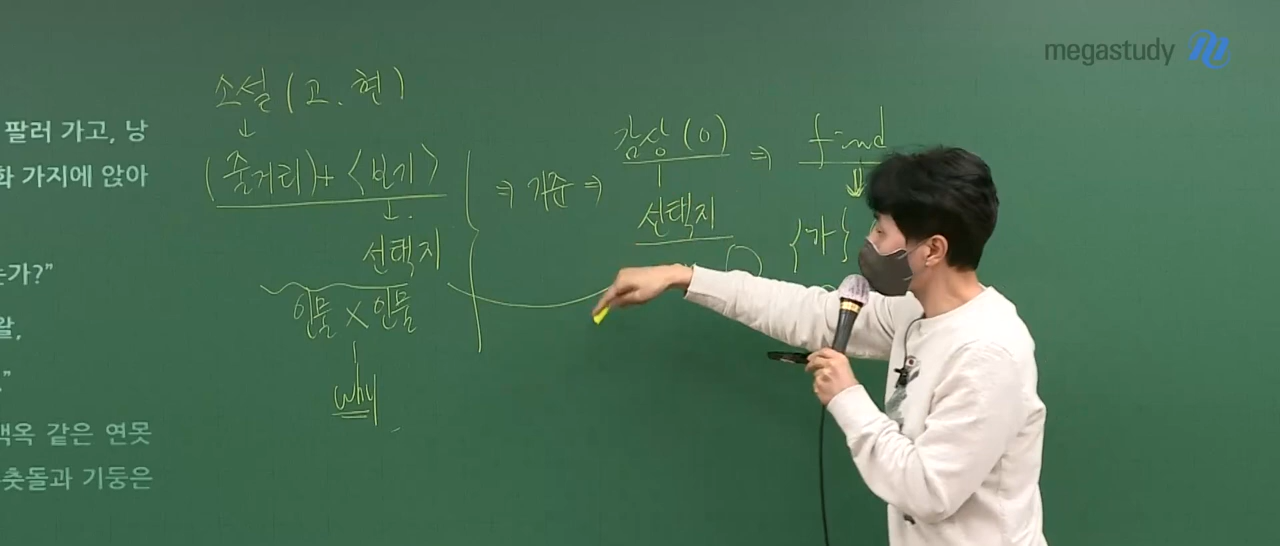 megastudy
팔러 가고, 낭
화 가지에 앉아
는가?”
왈,
”
백옥 같은 연못
춧돌과 기둥은
소설 (고. 현)
↓
(줄거리) + <보기>
↓
선택지
인물 X 인물
why
⇒ 기준 ⇒
감상 (0) ⇒ find
선택지
{가}